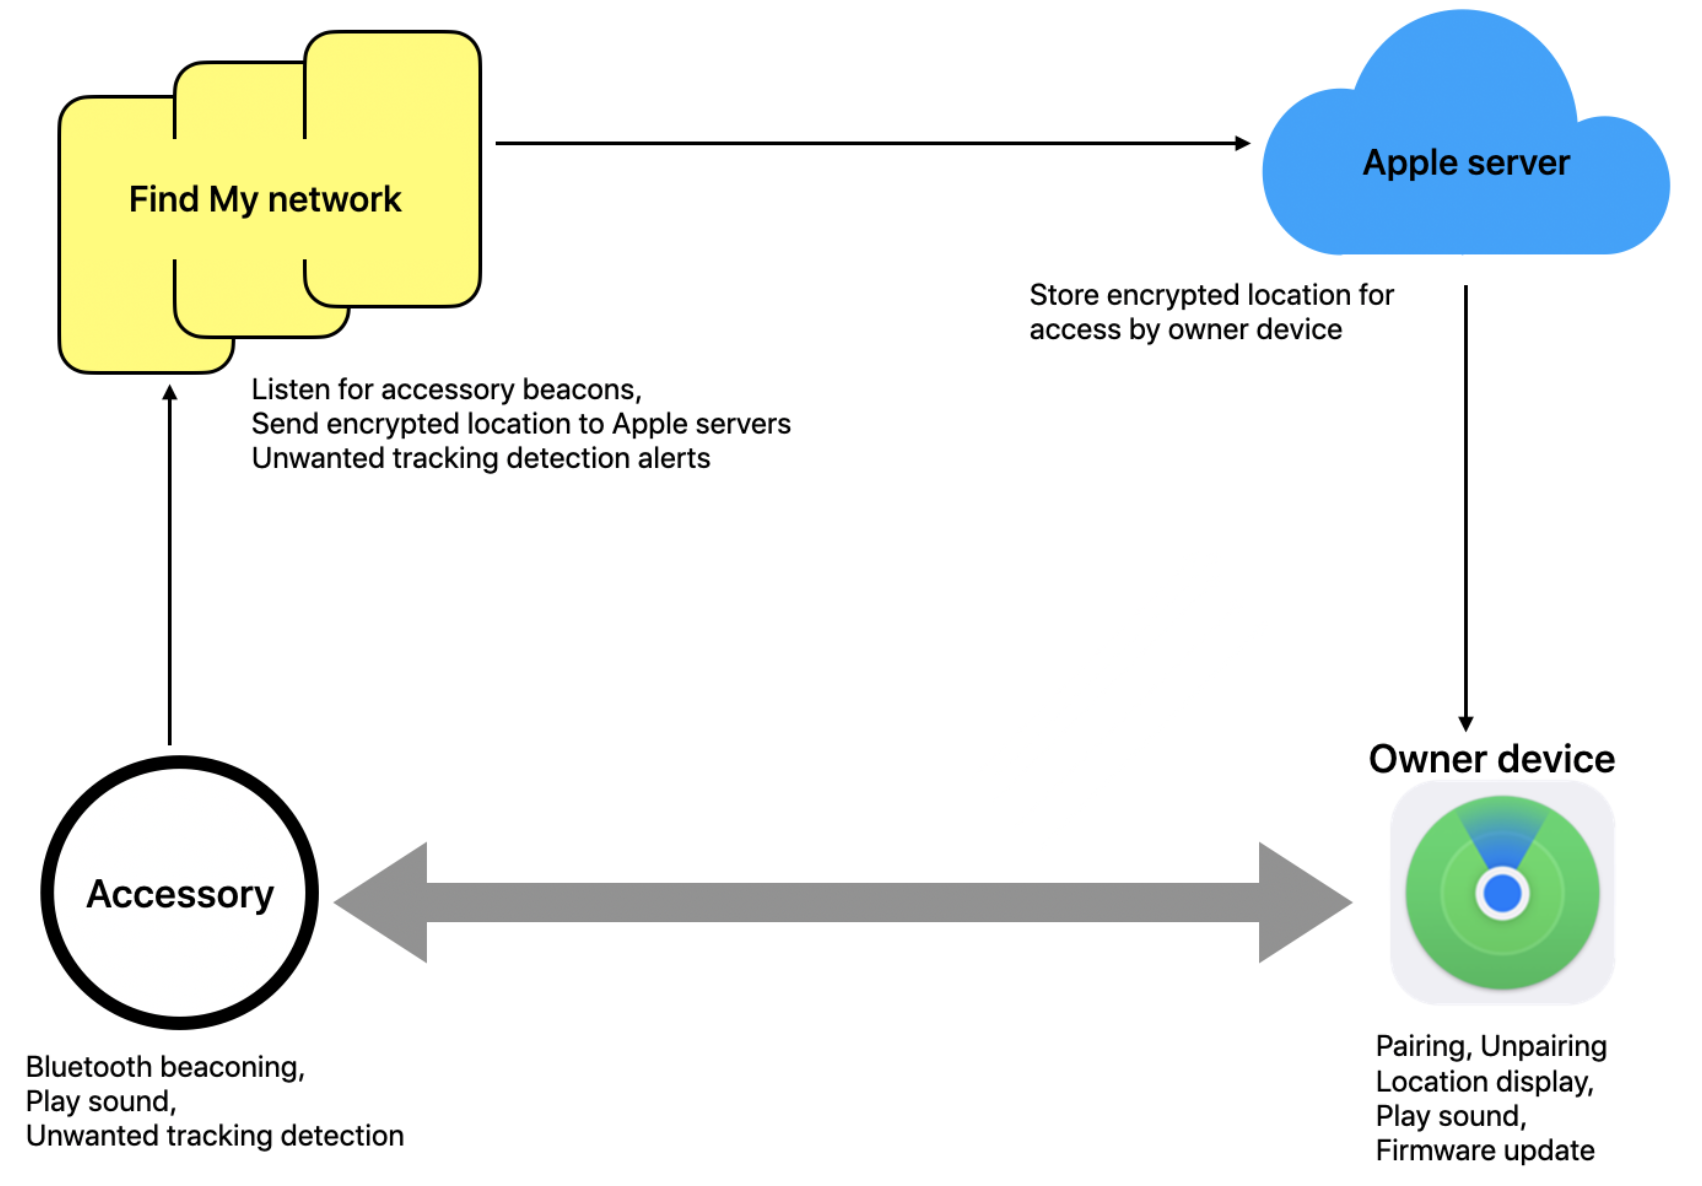 Find My network
Apple server
Store encrypted location for
access by owner device
Listen for accessory beacons,
Send encrypted location to Apple servers
Unwanted tracking detection alerts
Owner device
Accessory
Bluetooth beaconing,
Play sound,
Unwanted tracking detection
Pairing, Unpairing
Location display,
Play sound,
Firmware update